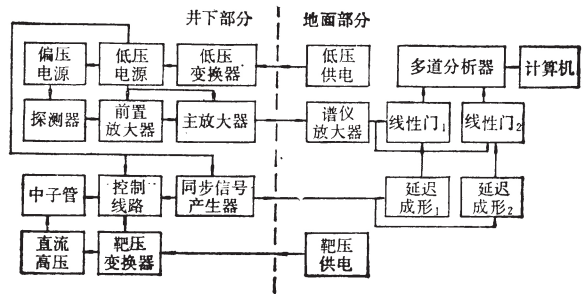 井下部分
地面部分
偏压
电源
低压
电源
低压
变换器
低压
供电
多道分析器
计算机
探测器
前置
放大器
主放大器
谱仪
放大器
线性门1
线性门2
中子管
控制
线路
同步信号
产生器
延迟
成形1
延迟
成形2
直流
高压
靶压
变换器
靶压
供电